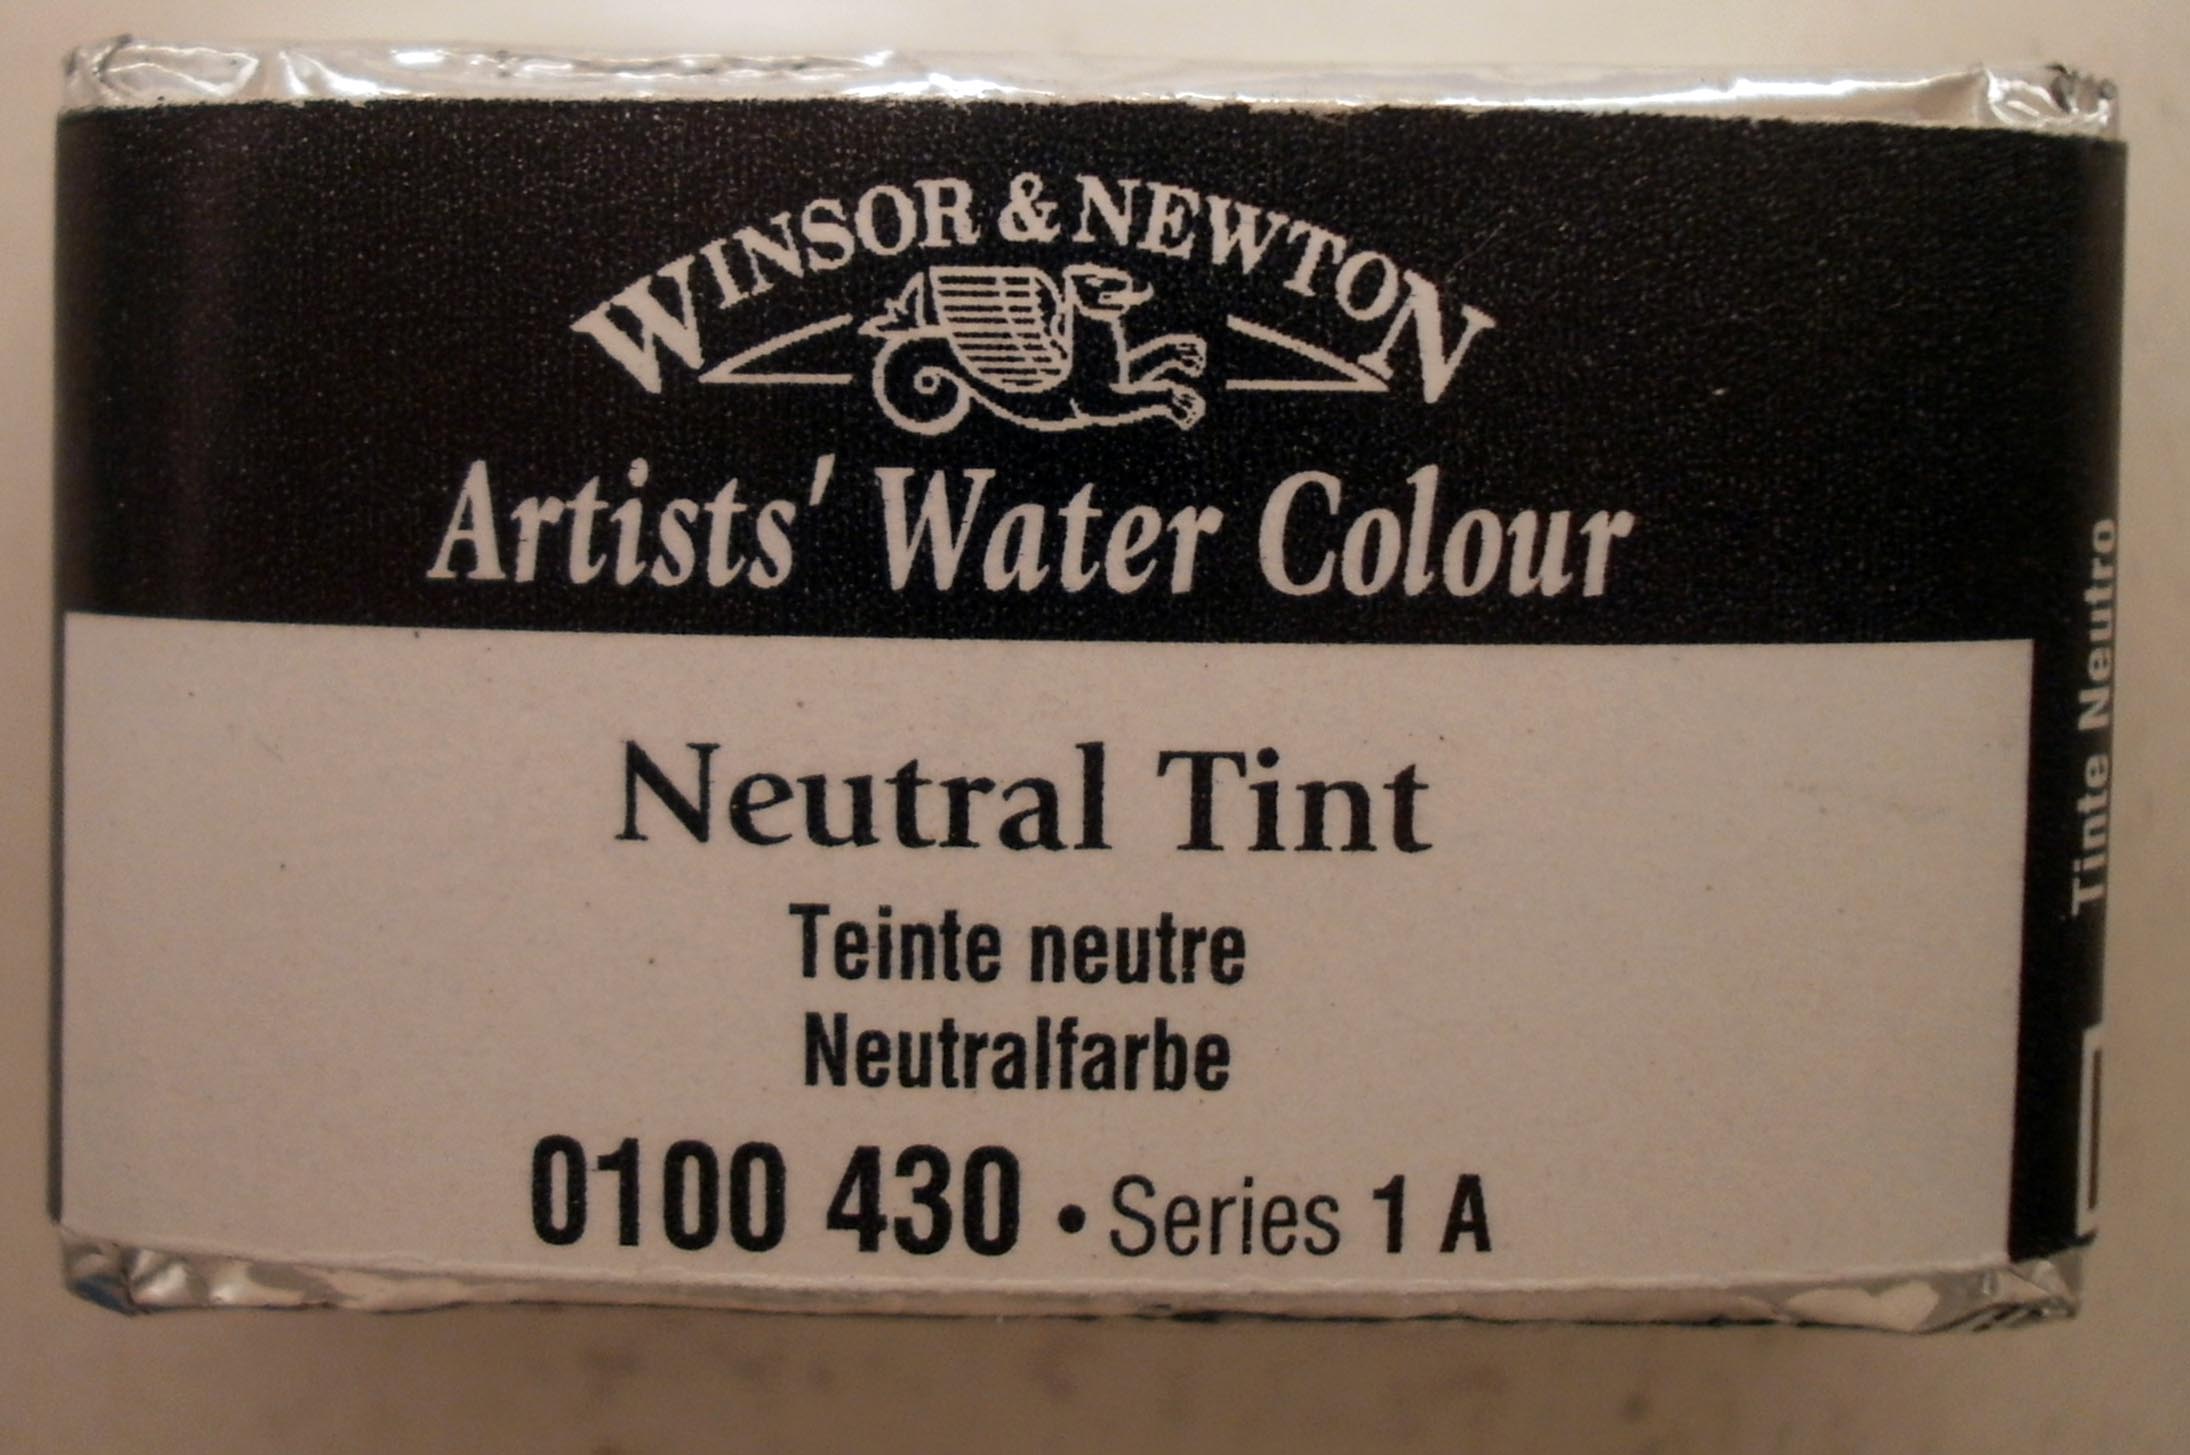 WINSOR & NEWTON
Artists' Water Colour
Neutral Tint
Teinte neutre
Neutralfarbe
0100 430 • Series 1 A
Tinte Neutro